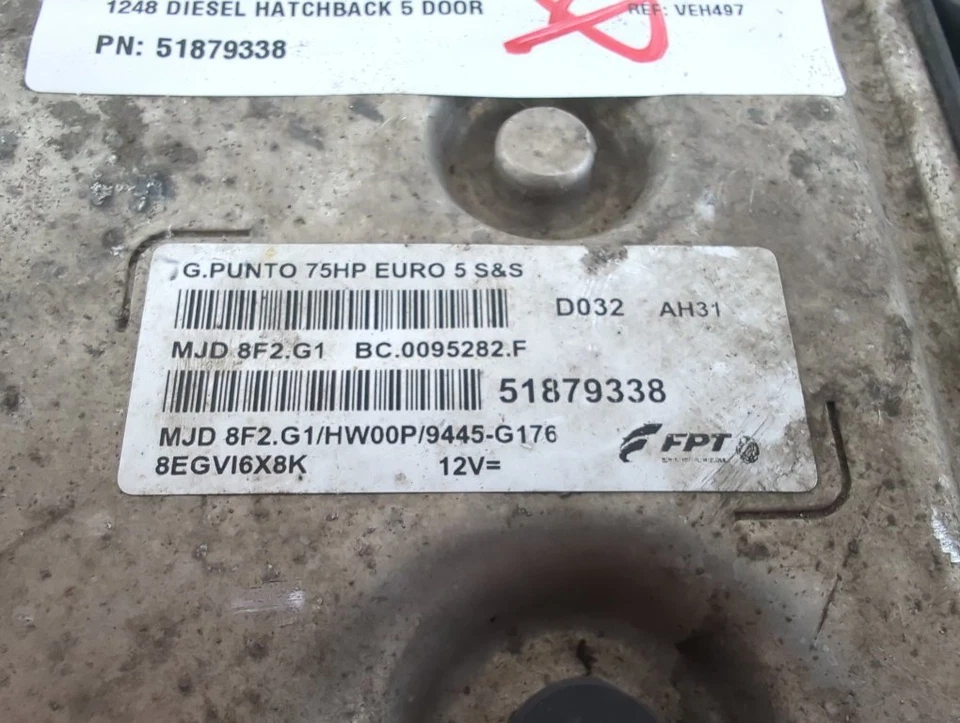 1248 DIESEL HATCHBACK 5 DOOR
REF: VEH497
PN: 51879338
G.PUNTO 75HP EURO 5 S&S
D032 AH31
MJD 8F2.G1 BC.0095282.F
51879338
MJD 8F2.G1/HW00P/9445-G176
FPT
8EGVI6X8K 12V=